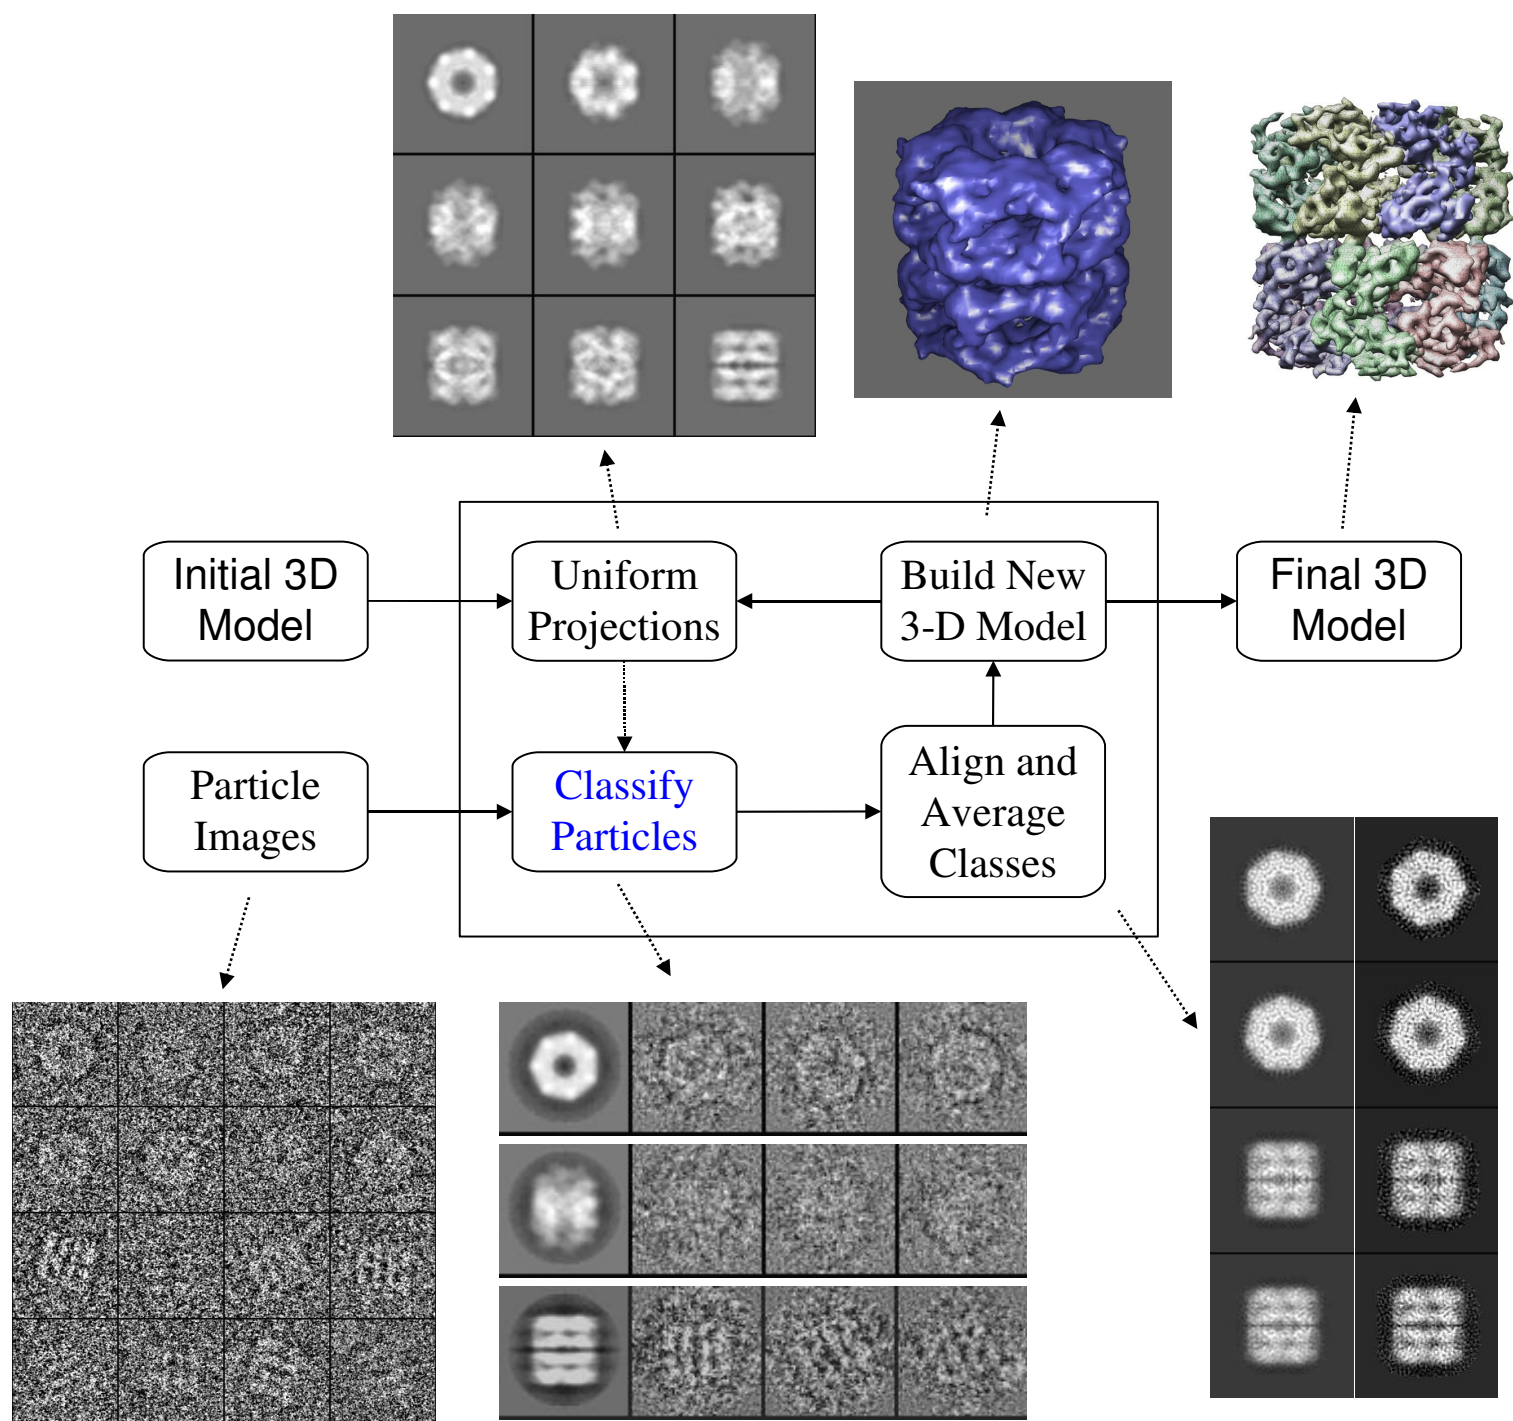 Initial 3D
Model
Uniform
Projections
Build New
3-D Model
Final 3D
Model
Particle
Images
Classify
Particles
Align and
Average
Classes